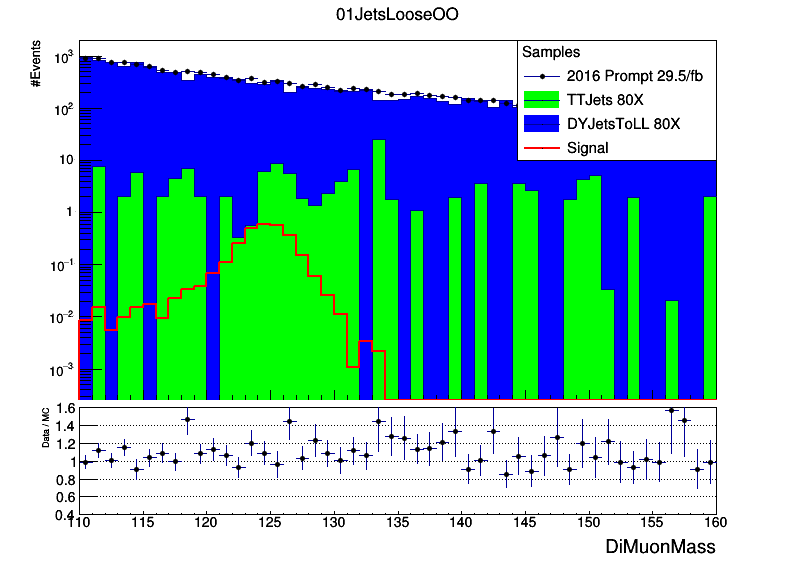 01JetsLooseOO
#Events
Samples
2016 Prompt 29.5/fb
TTJets 80X
DYJetsToLL 80X
Signal
10³
10²
10
1
10⁻¹
10⁻²
10⁻³
Data / MC
1.6
1.4
1.2
1
0.8
0.6
0.4
110 115 120 125 130 135 140 145 150 155 160
DiMuonMass